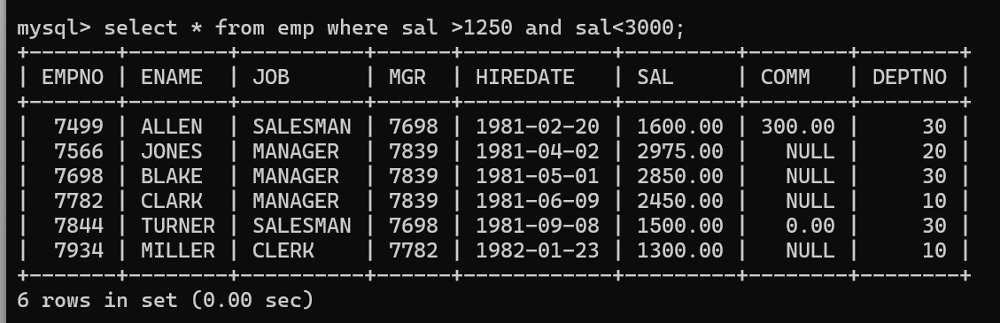 mysql> select * from emp where sal >1250 and sal<3000;
+-------+--------+----------+------+------------+---------+--------+--------+
| EMPNO | ENAME  | JOB      | MGR  | HIREDATE   | SAL     | COMM   | DEPTNO |
+-------+--------+----------+------+------------+---------+--------+--------+
|  7499 | ALLEN  | SALESMAN | 7698 | 1981-02-20 | 1600.00 | 300.00 |     30 |
|  7566 | JONES  | MANAGER  | 7839 | 1981-04-02 | 2975.00 |   NULL |     20 |
|  7698 | BLAKE  | MANAGER  | 7839 | 1981-05-01 | 2850.00 |   NULL |     30 |
|  7782 | CLARK  | MANAGER  | 7839 | 1981-06-09 | 2450.00 |   NULL |     10 |
|  7844 | TURNER | SALESMAN | 7698 | 1981-09-08 | 1500.00 |   0.00 |     30 |
|  7934 | MILLER | CLERK    | 7782 | 1982-01-23 | 1300.00 |   NULL |     10 |
+-------+--------+----------+------+------------+---------+--------+--------+
6 rows in set (0.00 sec)